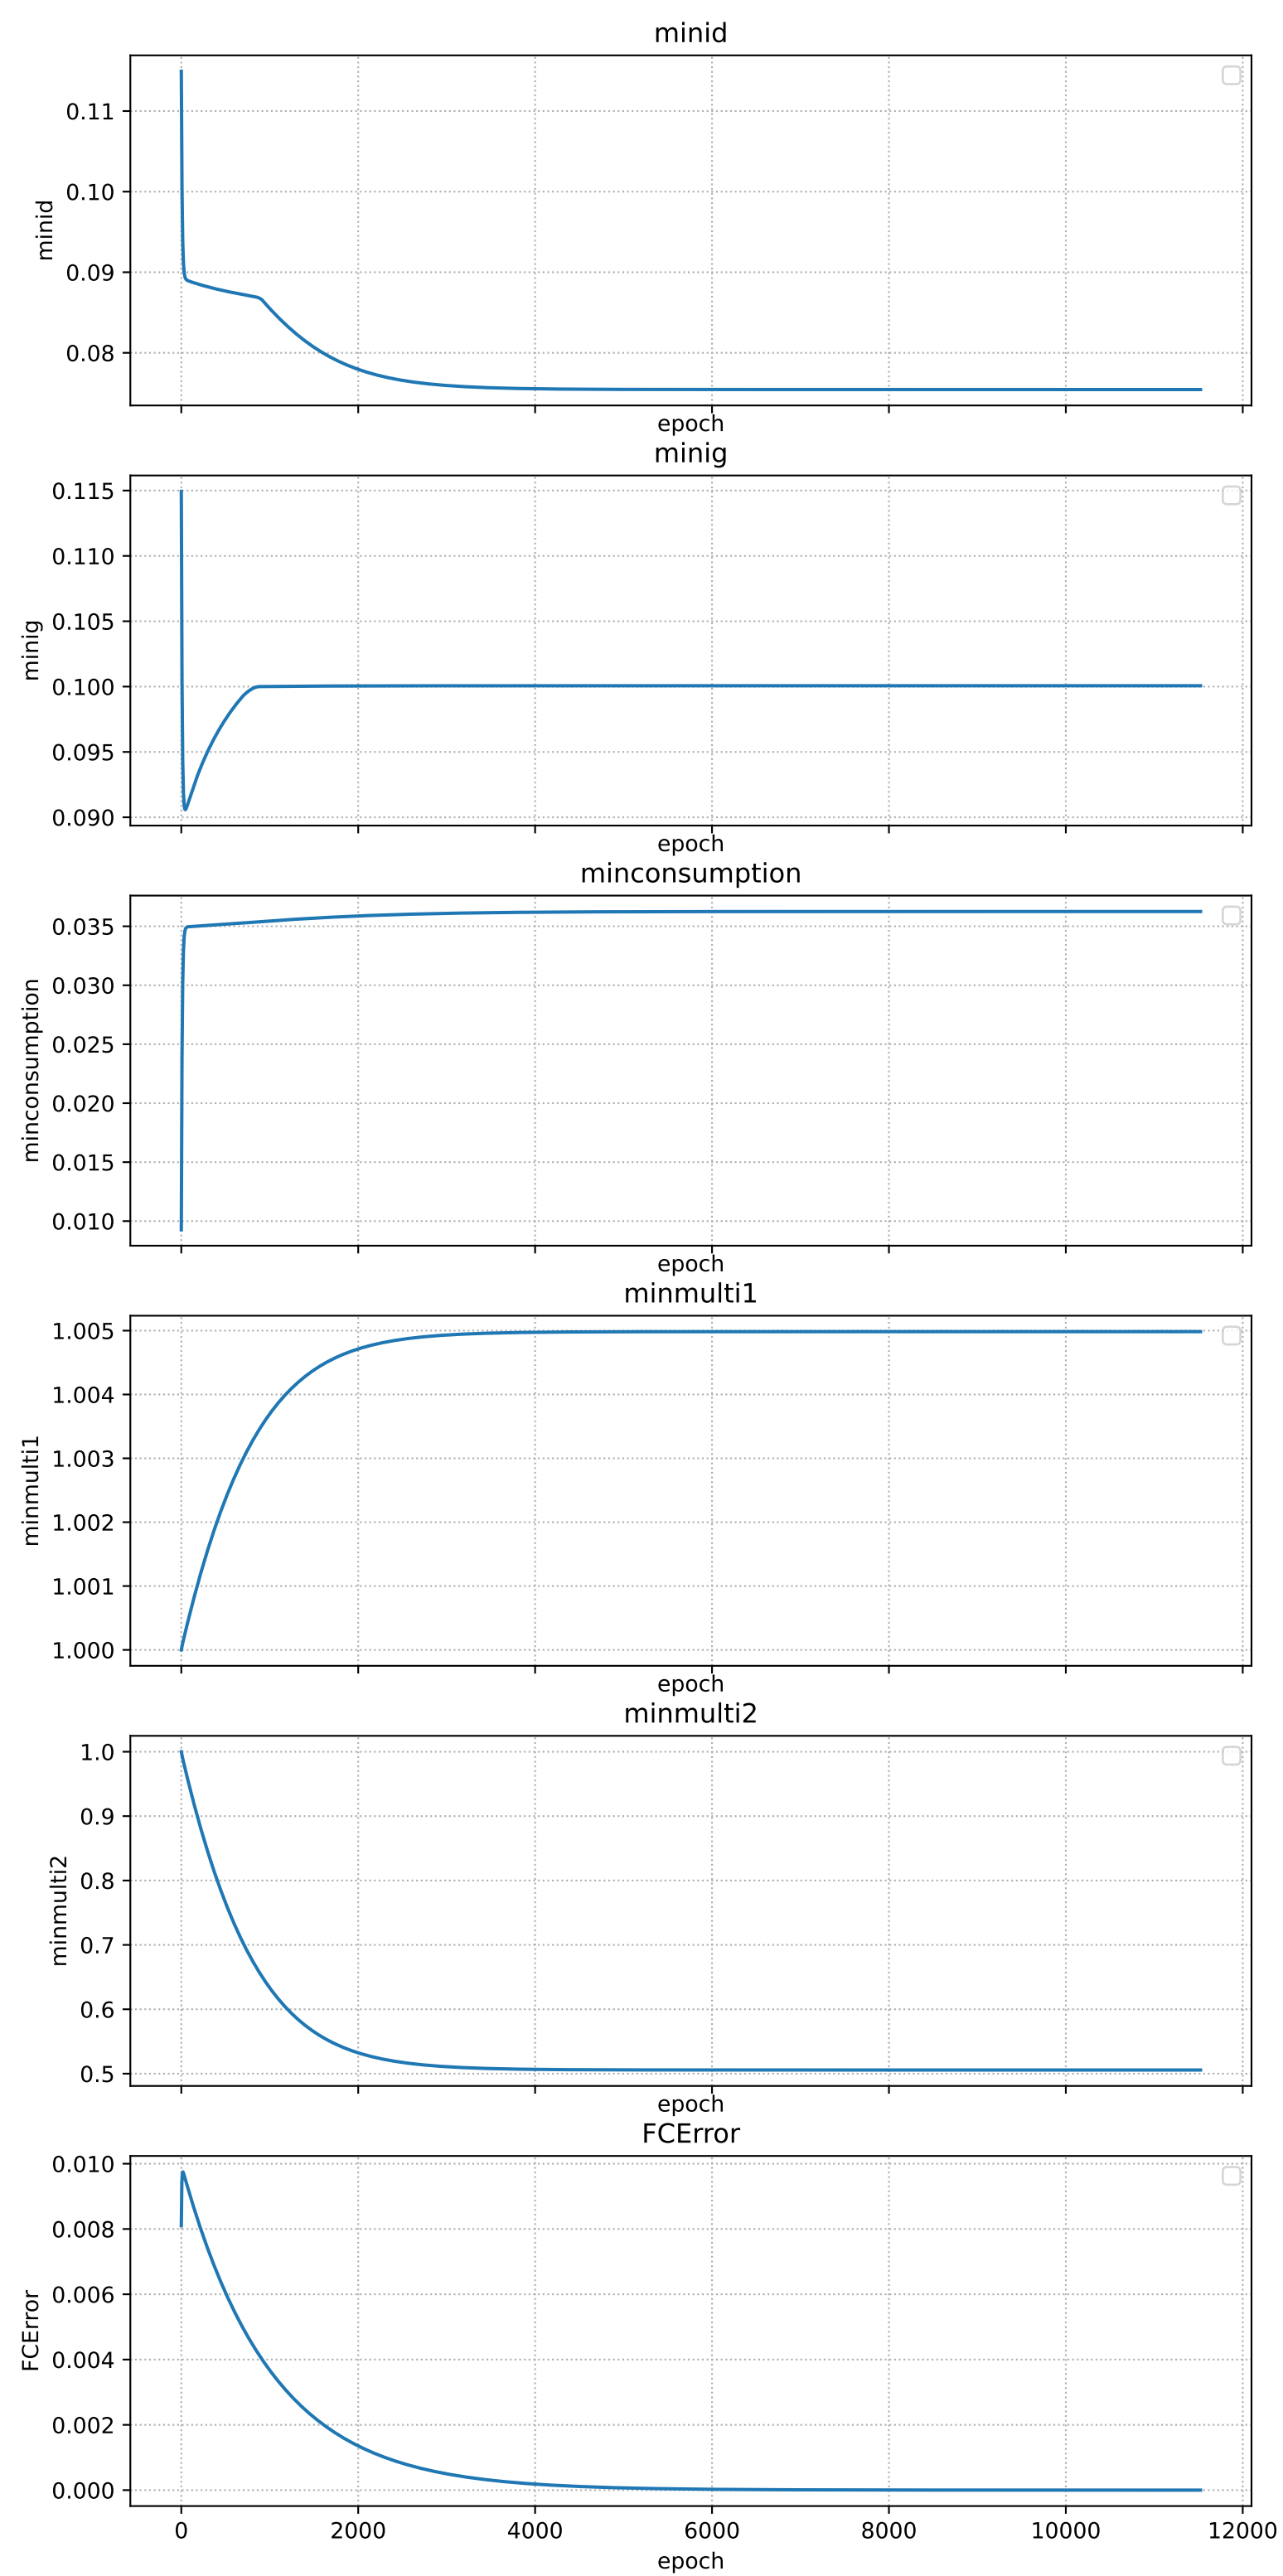 minid
0.11
0.10
0.09
0.08
minid
epoch
minig
0.115
0.110
0.105
0.100
0.095
0.090
minig
epoch
minconsumption
0.035
0.030
0.025
0.020
0.015
0.010
minconsumption
epoch
minmulti1
1.005
1.004
1.003
1.002
1.001
1.000
minmulti1
epoch
minmulti2
1.0
0.9
0.8
0.7
0.6
0.5
minmulti2
epoch
FCError
0.010
0.008
0.006
0.004
0.002
0.000
FCError
0 2000 4000 6000 8000 10000 12000
epoch